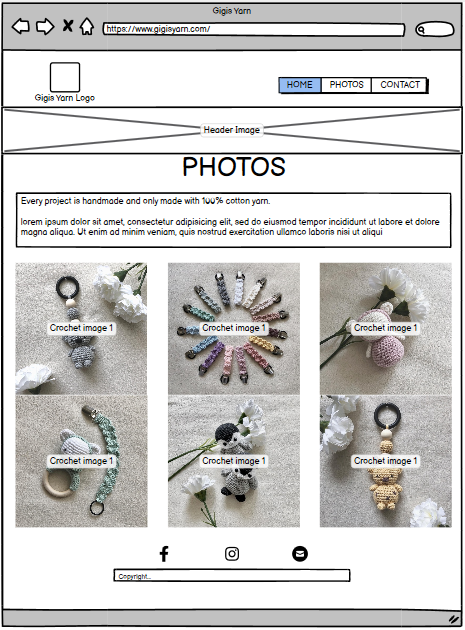 Gigis Yarn
https://www.gigisyarn.com/
Gigis Yarn Logo
HOME PHOTOS CONTACT
Header Image
PHOTOS
Every project is handmade and only made with 100% cotton yarn.
lorem ipsum dolor sit amet, consectetur adipisicing elit, sed do eiusmod tempor incididunt ut labore et dolore
magna aliqua. Ut enim ad minim veniam, quis nostrud exercitation ullamco laboris nisi ut aliqui
Crochet image 1 Crochet image 1 Crochet image 1
Crochet image 1 Crochet image 1 Crochet image 1
Copyright...